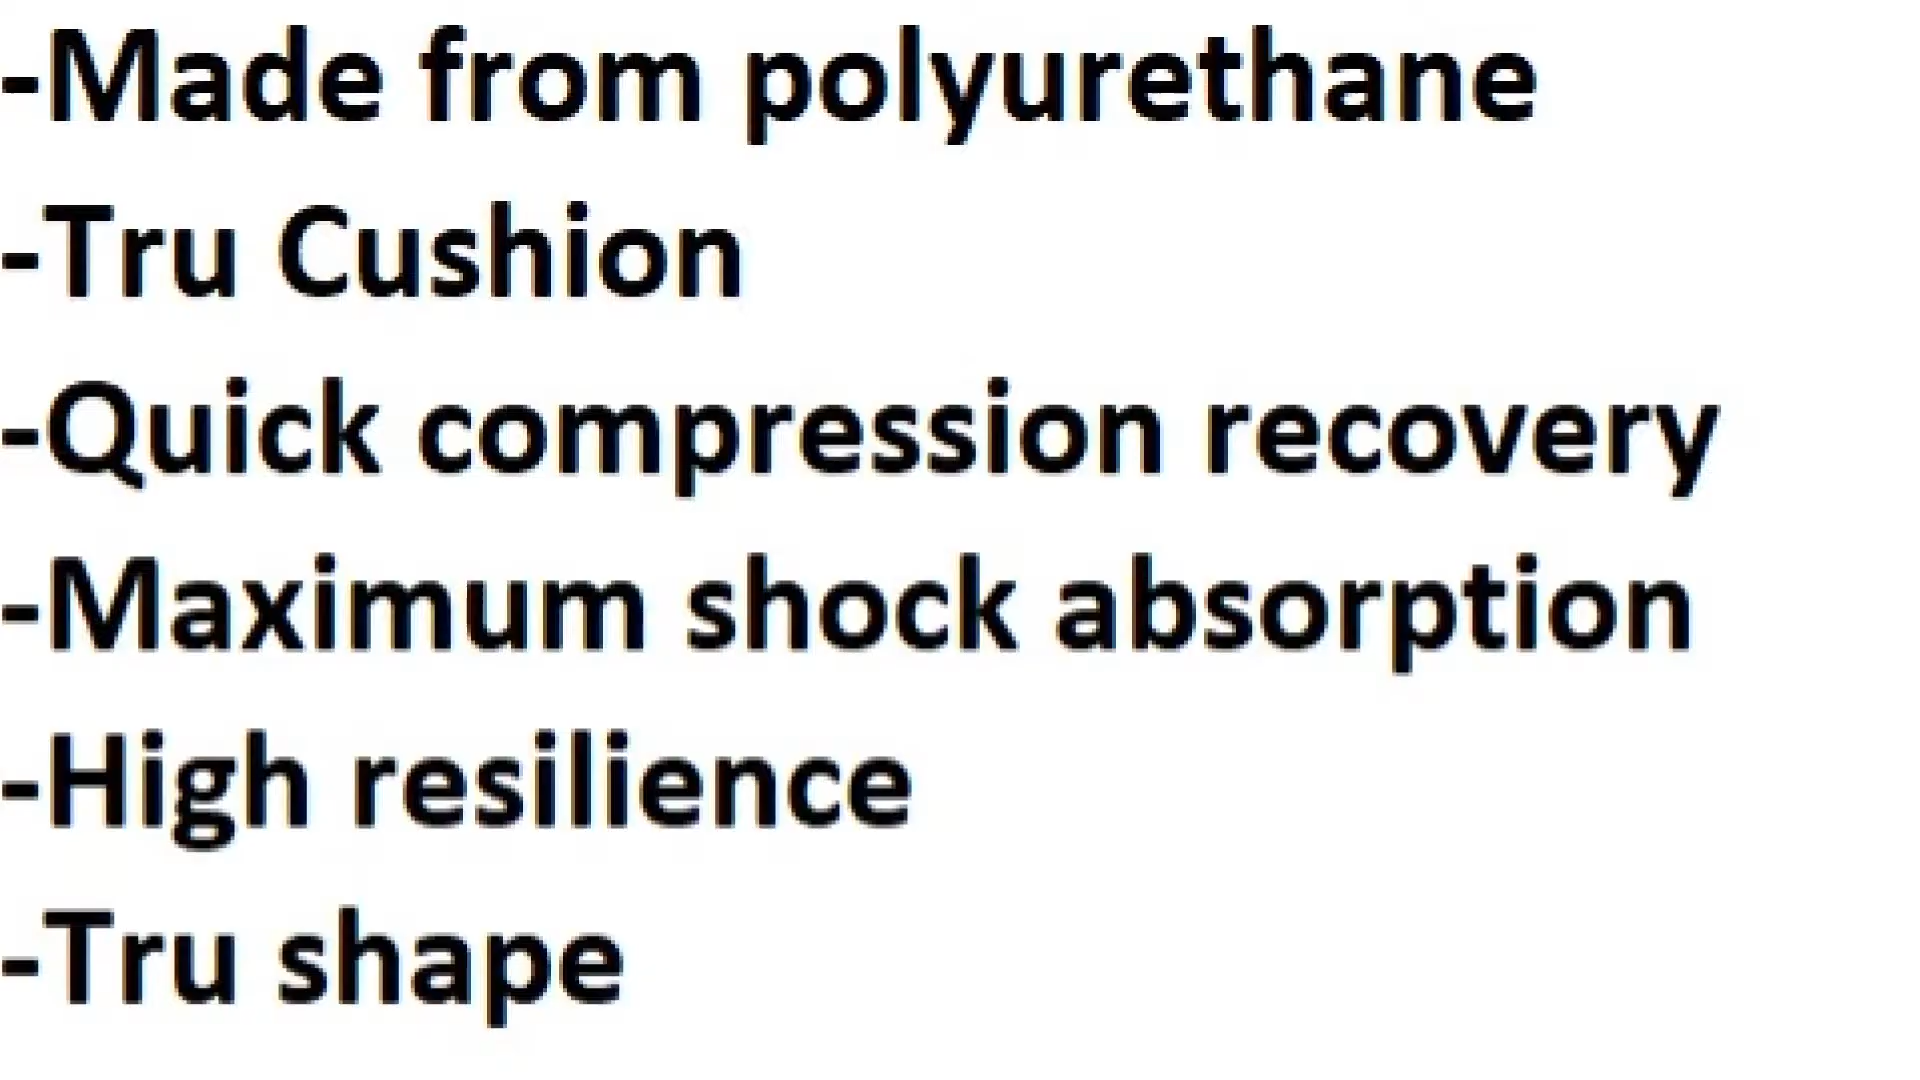 -Made from polyurethane
-Tru Cushion
-Quick compression recovery
-Maximum shock absorption
-High resilience
-Tru shape